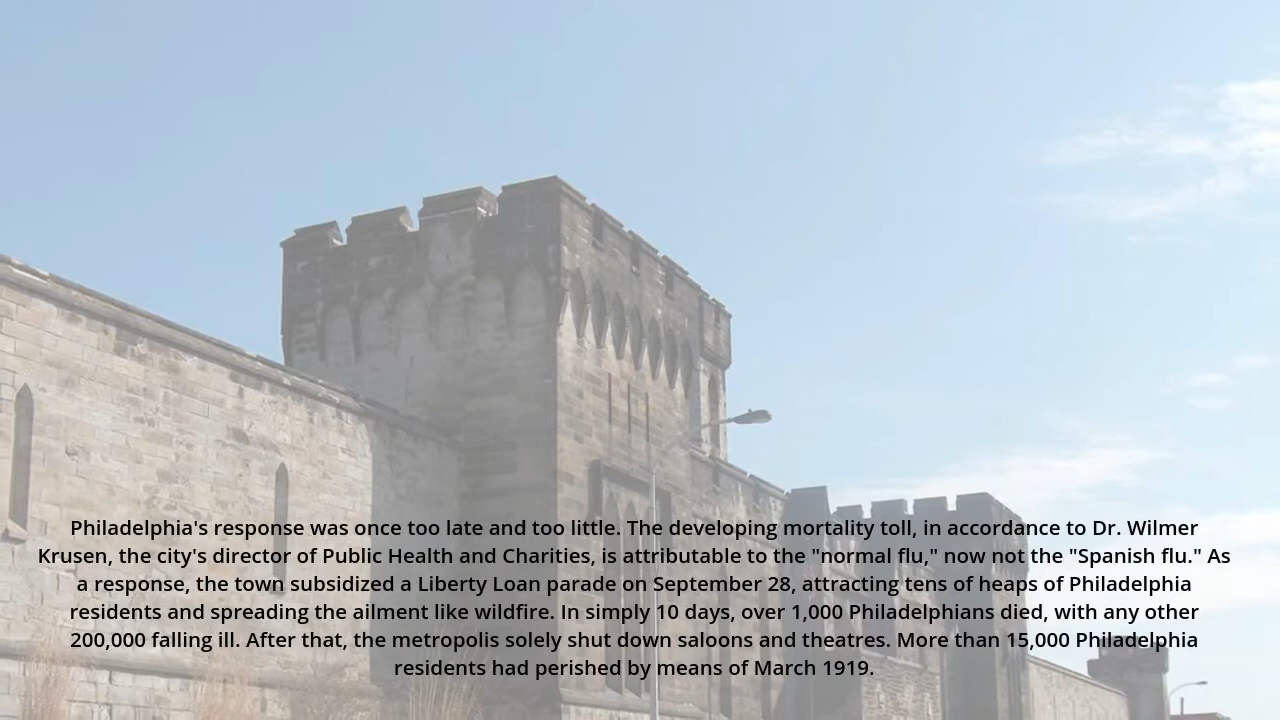 Philadelphia's response was once too late and too little. The developing mortality toll, in accordance to Dr. Wilmer
Krusen, the city's director of Public Health and Charities, is attributable to the "normal flu," now not the "Spanish flu." As
a response, the town subsidized a Liberty Loan parade on September 28, attracting tens of heaps of Philadelphia
residents and spreading the ailment like wildfire. In simply 10 days, over 1,000 Philadelphians died, with any other
200,000 falling ill. After that, the metropolis solely shut down saloons and theatres. More than 15,000 Philadelphia
residents had perished by means of March 1919.